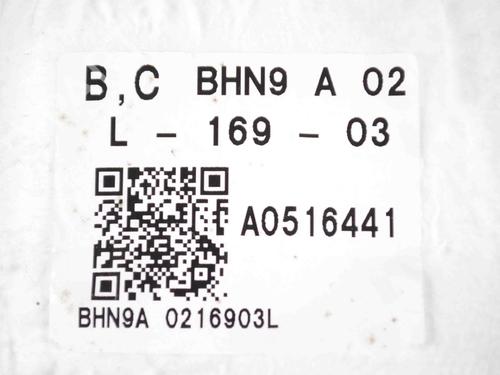 B,C BHN9 A 02
L - 169 - 03
A0516441
BHN9A 0216903L